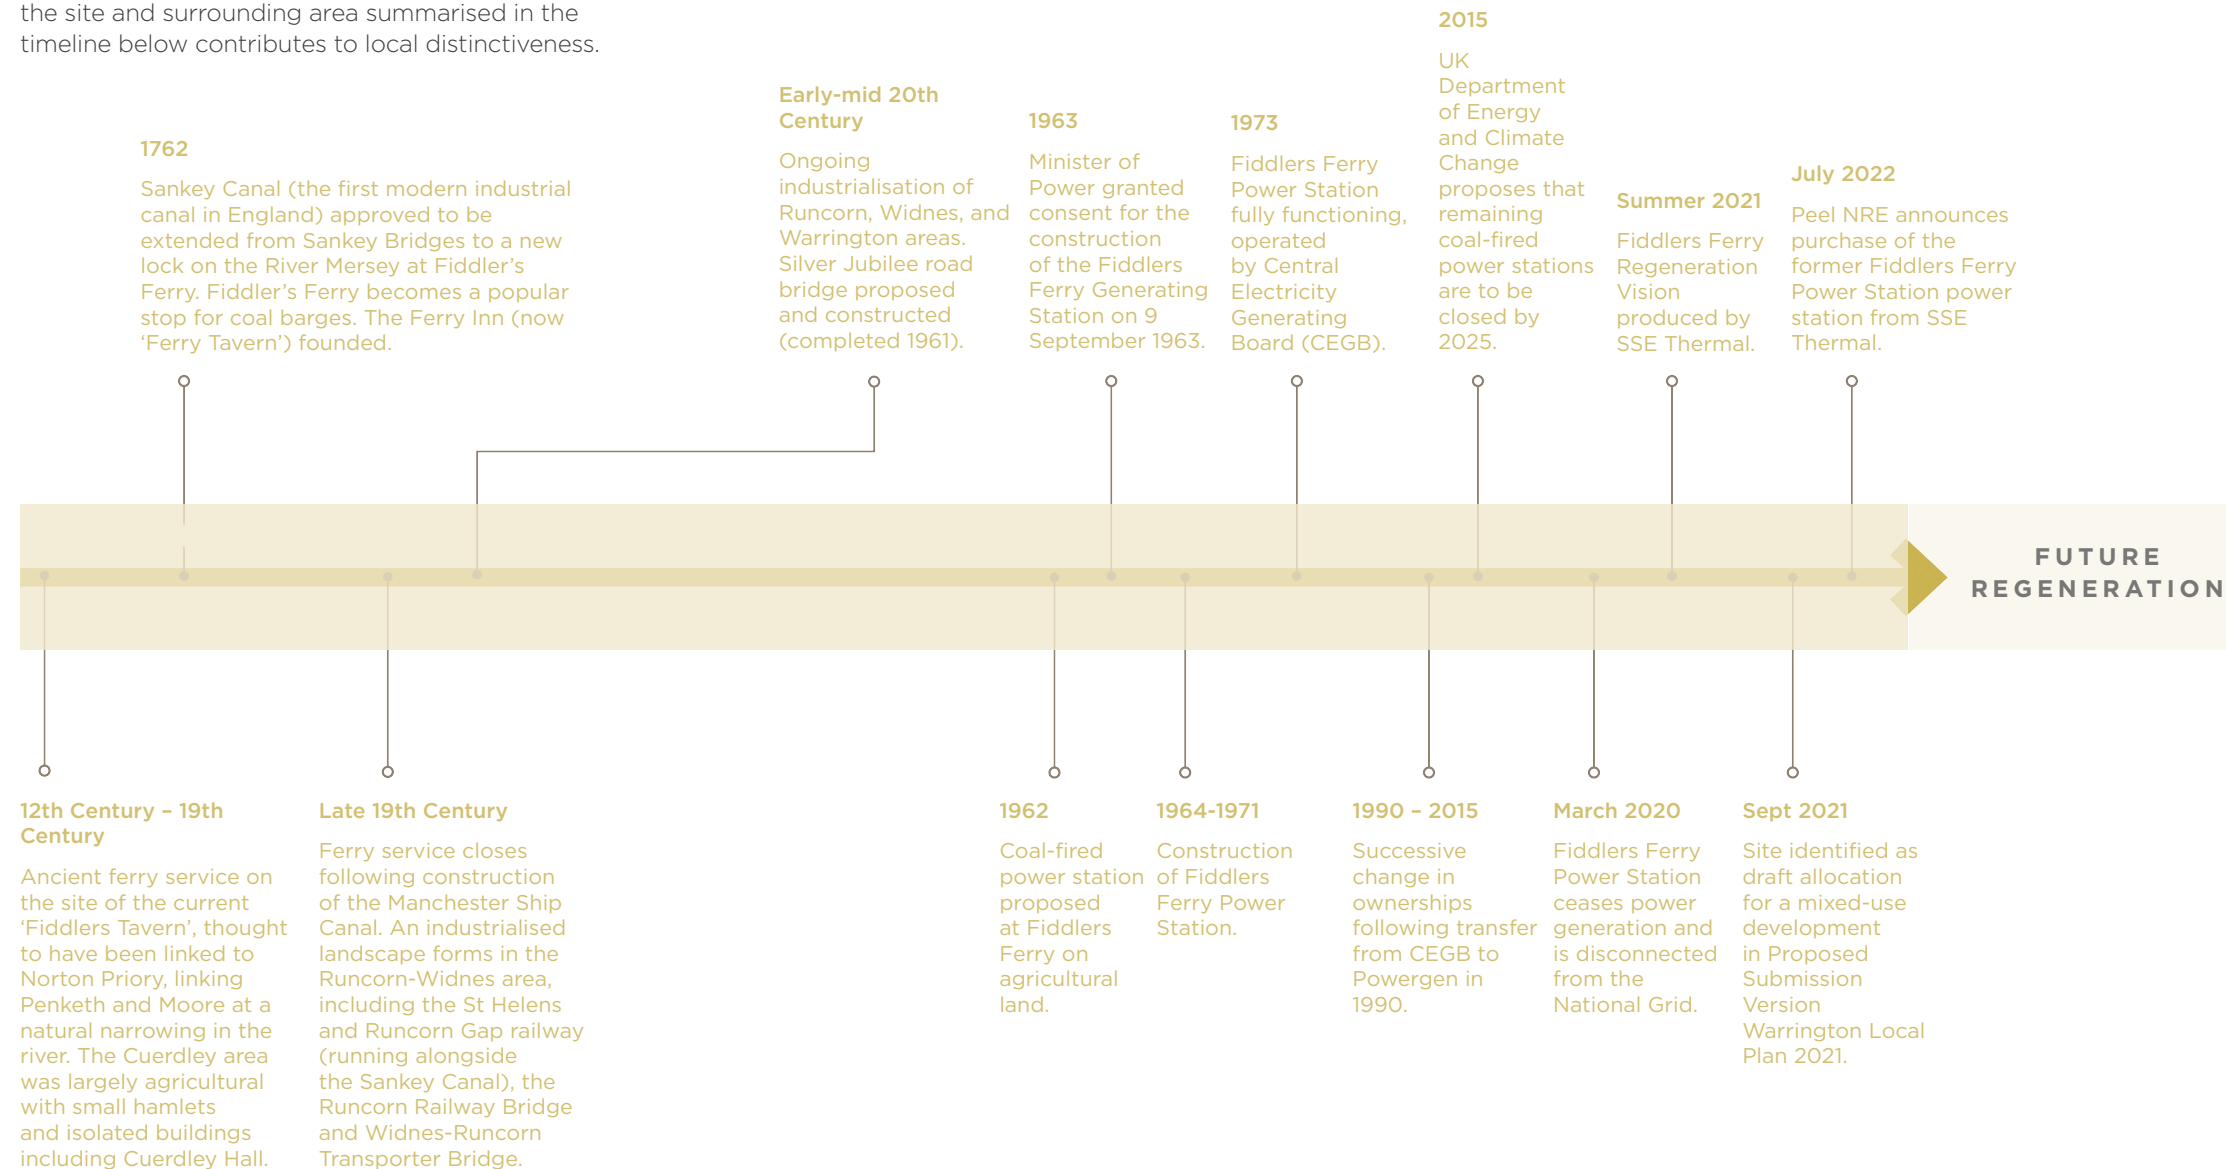 the site and surrounding area summarised in the
timeline below contributes to local distinctiveness.
1762
Sankey Canal (the first modern industrial
canal in England) approved to be
extended from Sankey Bridges to a new
lock on the River Mersey at Fiddler’s
Ferry. Fiddler’s Ferry becomes a popular
stop for coal barges. The Ferry Inn (now
‘Ferry Tavern’) founded.
Early-mid 20th
Century
Ongoing
industrialisation of
Runcorn, Widnes, and
Warrington areas.
Silver Jubilee road
bridge proposed
and constructed
(completed 1961).
1963
Minister of
Power granted
consent for the
construction
of the Fiddlers
Ferry Generating
Station on 9
September 1963.
1973
Fiddlers Ferry
Power Station
fully functioning,
operated
by Central
Electricity
Generating
Board (CEGB).
2015
UK
Department
of Energy
and Climate
Change
proposes that
remaining
coal-fired
power stations
are to be
closed by
2025.
Summer 2021
Fiddlers Ferry
Regeneration
Vision
produced by
SSE Thermal.
July 2022
Peel NRE announces
purchase of the
former Fiddlers Ferry
Power Station power
station from SSE
Thermal.
FUTURE
REGENERATION
12th Century – 19th
Century
Ancient ferry service on
the site of the current
‘Fiddlers Tavern’, thought
to have been linked to
Norton Priory, linking
Penketh and Moore at a
natural narrowing in the
river. The Cuerdley area
was largely agricultural
with small hamlets
and isolated buildings
including Cuerdley Hall.
Late 19th Century
Ferry service closes
following construction
of the Manchester Ship
Canal. An industrialised
landscape forms in the
Runcorn-Widnes area,
including the St Helens
and Runcorn Gap railway
(running alongside
the Sankey Canal), the
Runcorn Railway Bridge
and Widnes-Runcorn
Transporter Bridge.
1962
Coal-fired
power station
proposed
at Fiddlers
Ferry on
agricultural
land.
1964-1971
Construction
of Fiddlers
Ferry Power
Station.
1990 – 2015
Successive
change in
ownerships
following transfer
from CEGB to
Powergen in
1990.
March 2020
Fiddlers Ferry
Power Station
ceases power
generation and
is disconnected
from the
National Grid.
Sept 2021
Site identified as
draft allocation
for a mixed-use
development
in Proposed
Submission
Version
Warrington Local
Plan 2021.